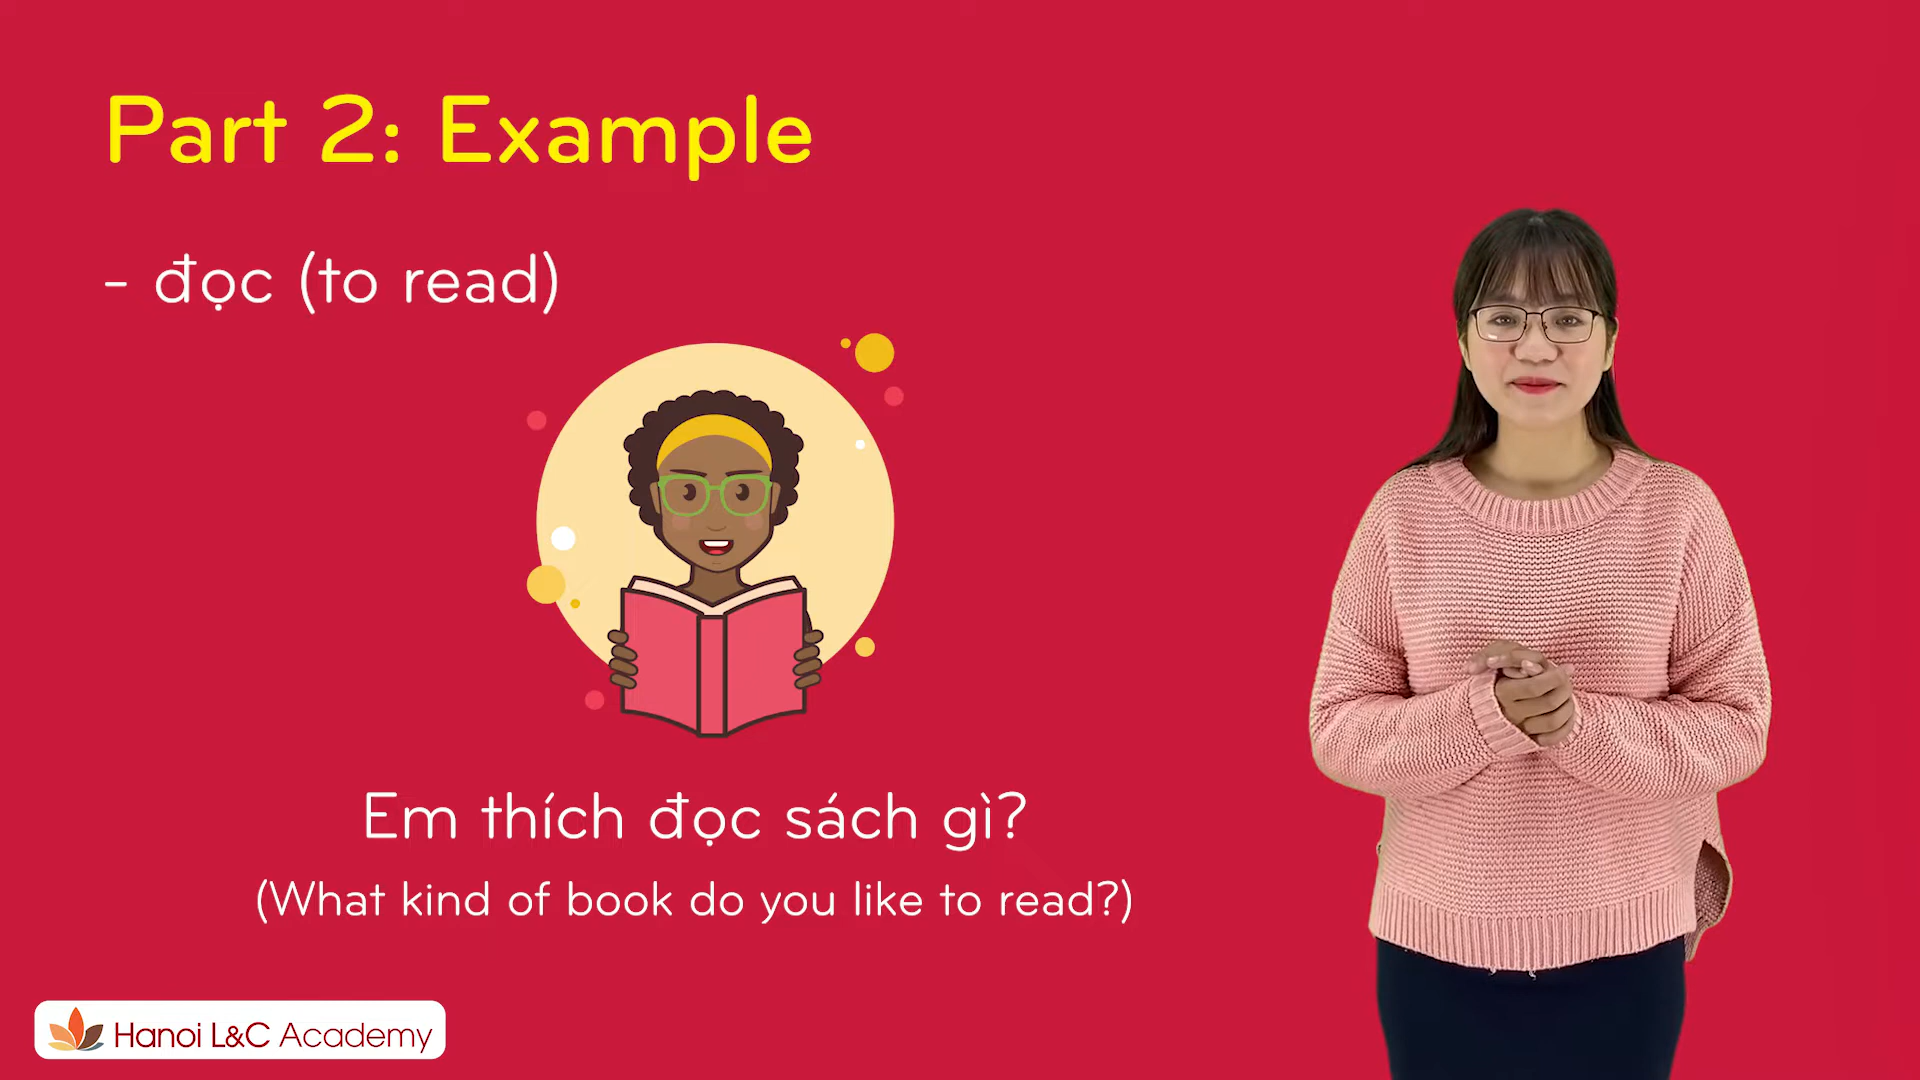 Part 2: Example
- đọc (to read)
Em thích đọc sách gì?
(What kind of book do you like to read?)
Hanoi L&C Academy